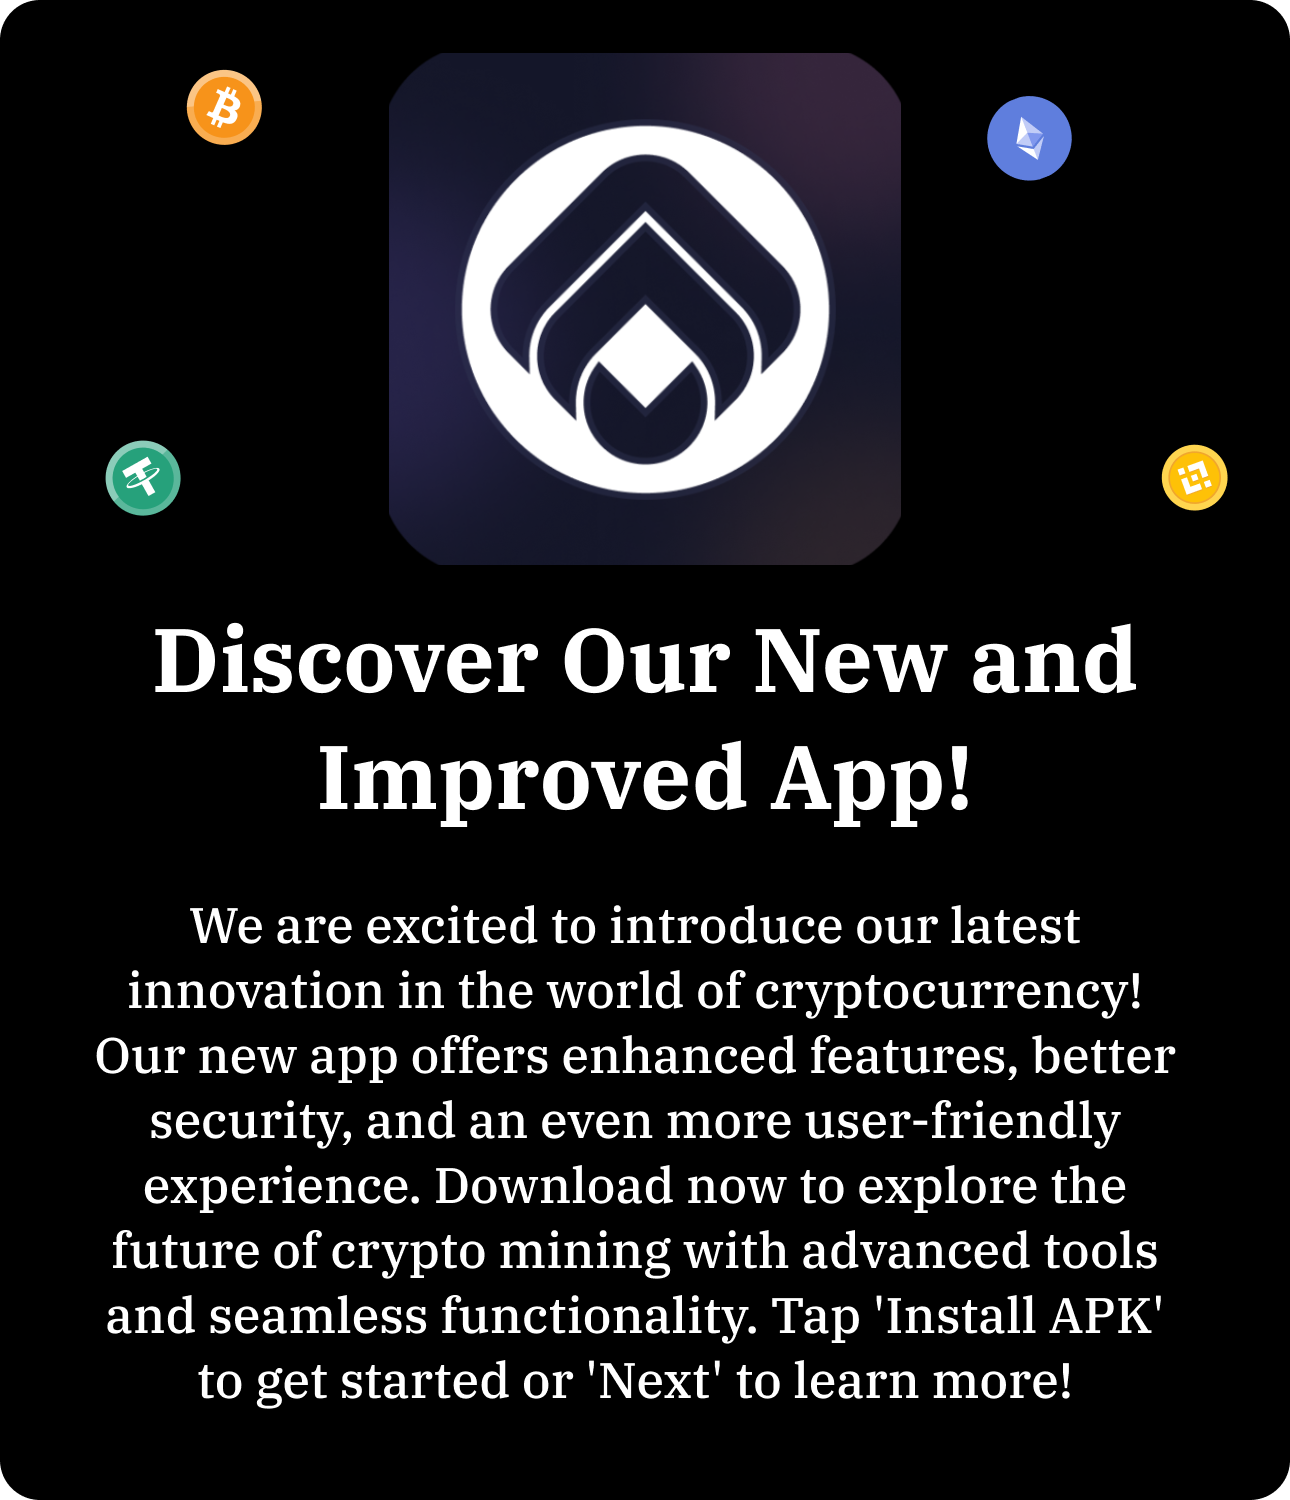 Discover Our New and
Improved App!
We are excited to introduce our latest
innovation in the world of cryptocurrency!
Our new app offers enhanced features, better
security, and an even more user-friendly
experience. Download now to explore the
future of crypto mining with advanced tools
and seamless functionality. Tap 'Install APK'
to get started or 'Next' to learn more!